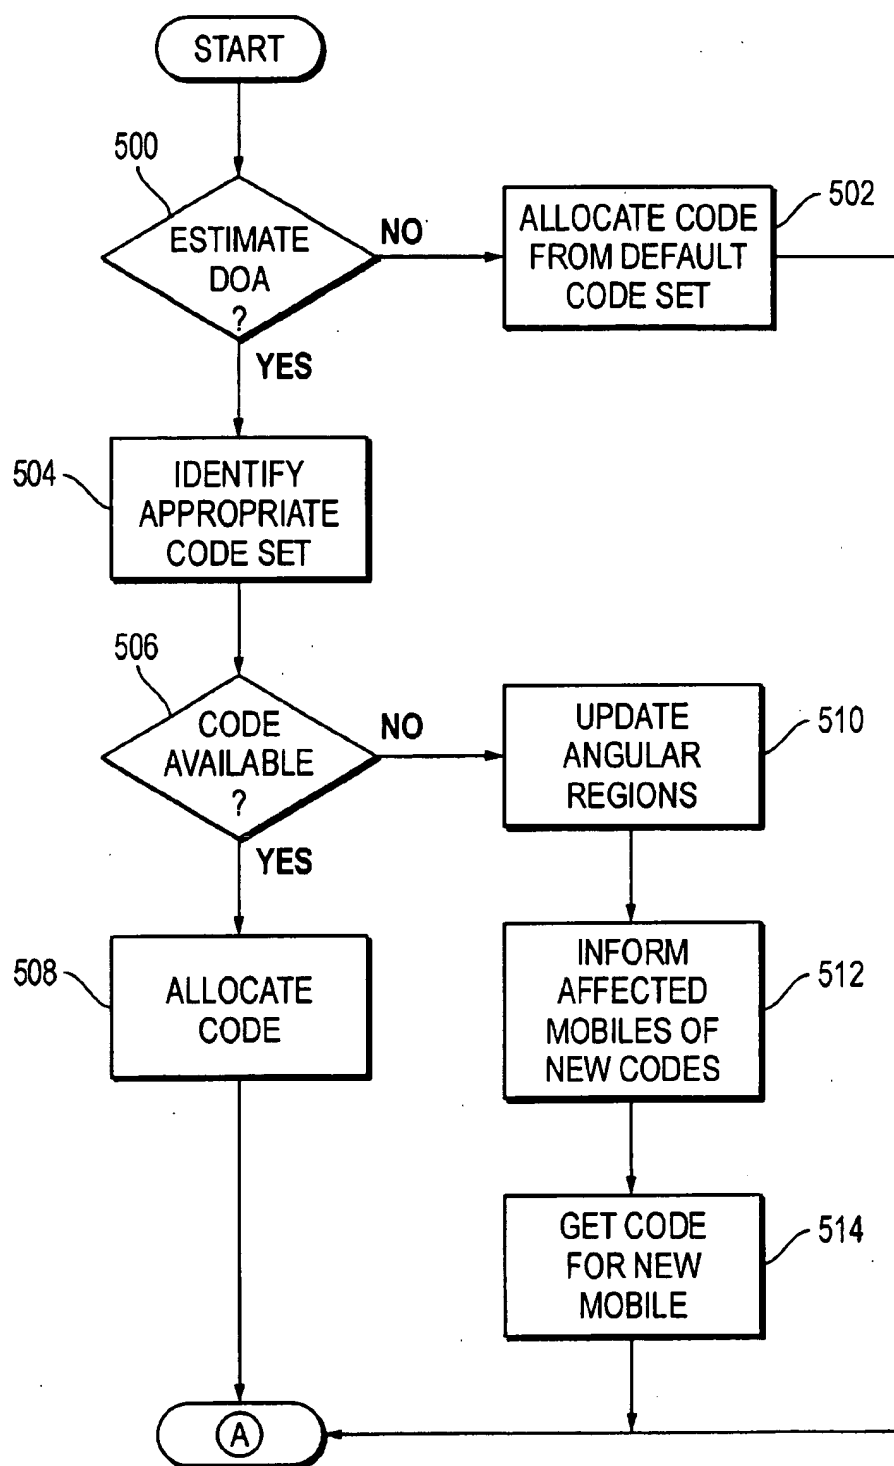 START
500
ESTIMATE
DOA
?
NO
ALLOCATE CODE
FROM DEFAULT
CODE SET
502
YES
504
IDENTIFY
APPROPRIATE
CODE SET
506
CODE
AVAILABLE
?
NO
UPDATE
ANGULAR
REGIONS
510
YES
508
ALLOCATE
CODE
INFORM
AFFECTED
MOBILES OF
NEW CODES
512
GET CODE
FOR NEW
MOBILE
514
A